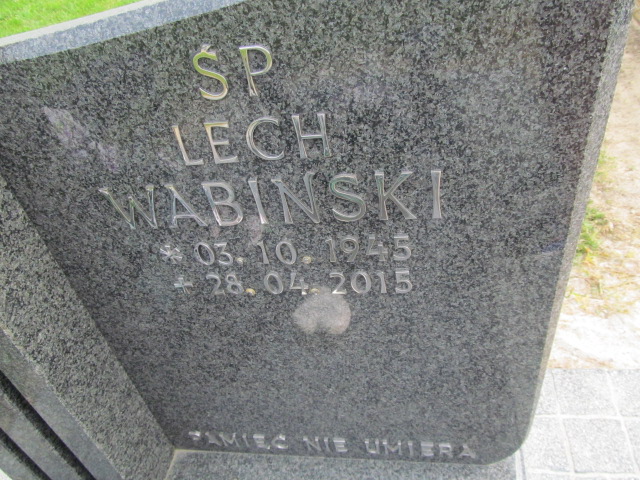 ŚP
LECH
WABIŃSKI
* 03.10.1945
+ 28.04.2015
PAMIĘĆ NIE UMIERA